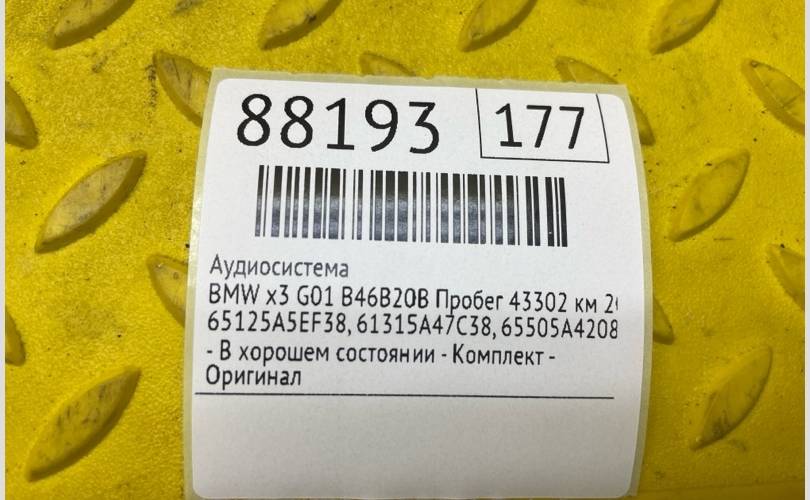 88193 177
Аудиосистема
BMW x3 G01 B46B20B Пробег 43302 км
65125A5EF38, 61315A47C38, 65505A4208
- В хорошем состоянии - Комплект -
Оригинал